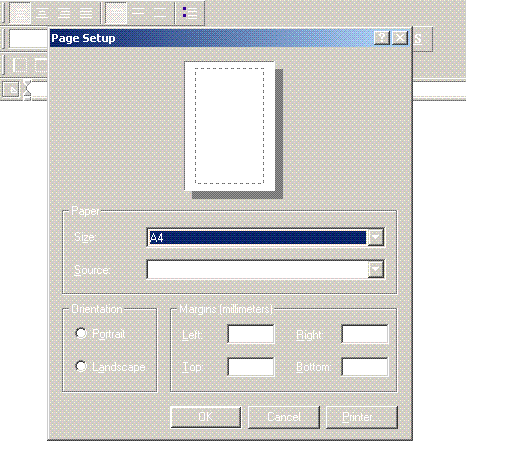 Page Setup
Paper
Size:
A4
Source:
Orientation
Portrait
Landscape
Margins (millimeters)
Left:
Right:
Top:
Bottom:
OK
Cancel
Printer...
S